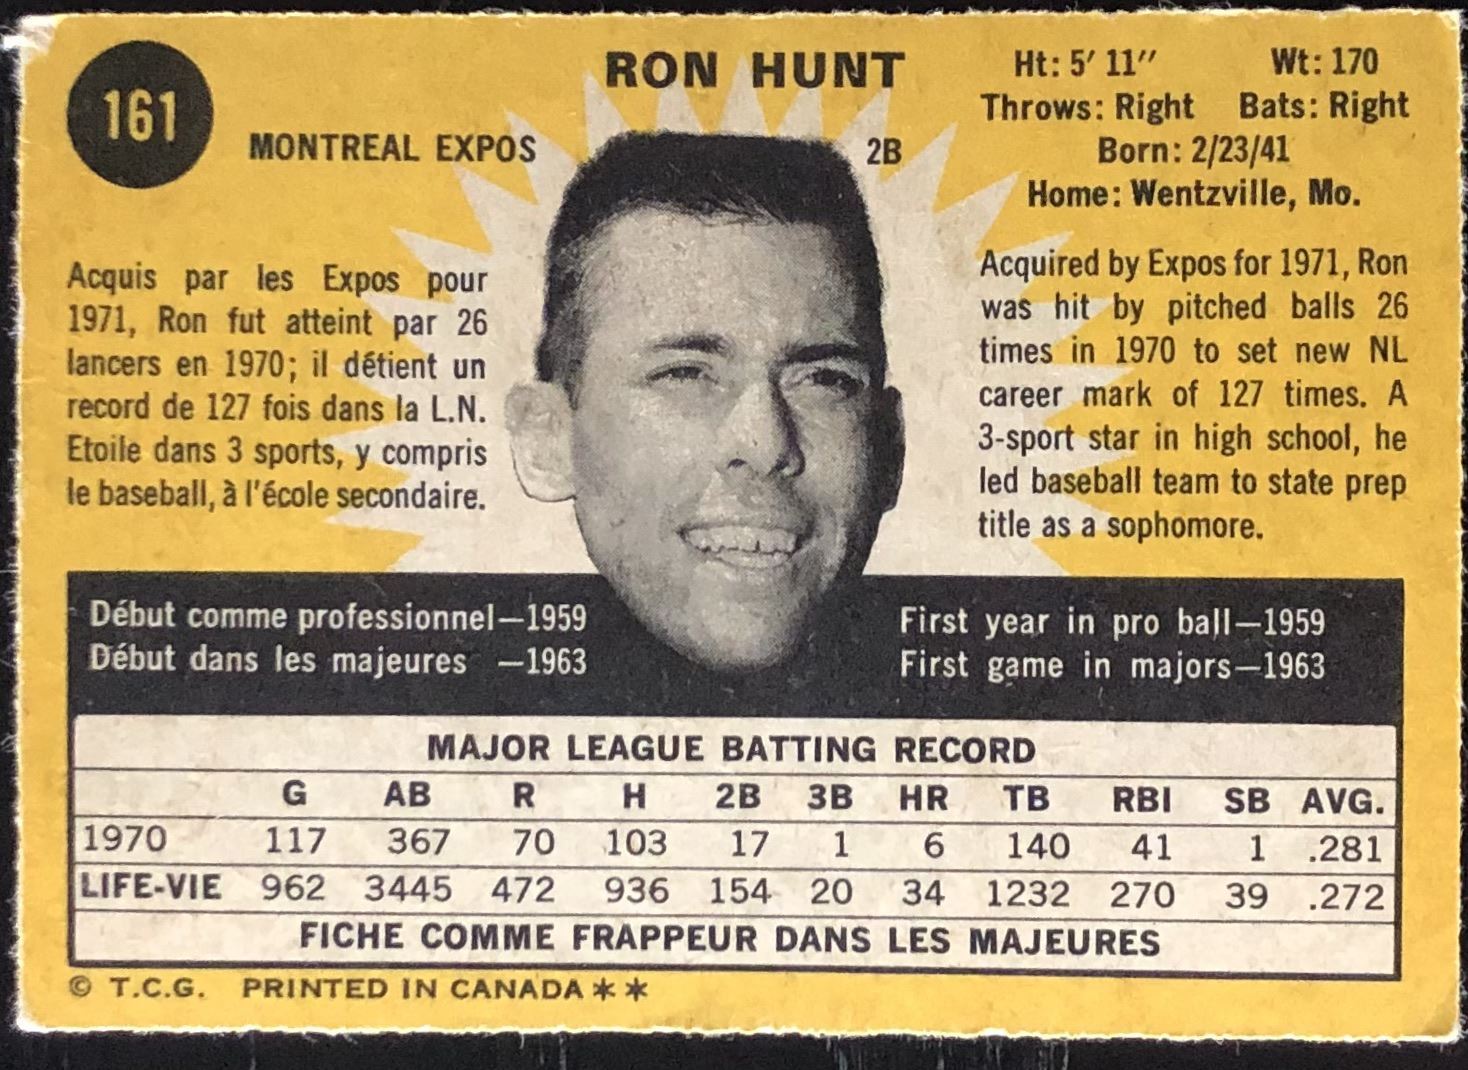 161
RON HUNT
MONTREAL EXPOS
2B
Ht: 5' 11'' Wt: 170
Throws: Right Bats: Right
Born: 2/23/41
Home: Wentzville, Mo.
Acquis par les Expos pour
1971, Ron fut atteint par 26
lancers en 1970; il détient un
record de 127 fois dans la L.N.
Etoile dans 3 sports, y compris
le baseball, à l'école secondaire.
Acquired by Expos for 1971, Ron
was hit by pitched balls 26
times in 1970 to set new NL
career mark of 127 times. A
3-sport star in high school, he
led baseball team to state prep
title as a sophomore.
Début comme professionnel—1959
Début dans les majeures —1963
First year in pro ball—1959
First game in majors—1963
MAJOR LEAGUE BATTING RECORD
G AB R H 2B 3B HR TB RBI SB AVG.
1970 117 367 70 103 17 1 6 140 41 1 .281
LIFE-VIE 962 3445 472 936 154 20 34 1232 270 39 .272
FICHE COMME FRAPPEUR DANS LES MAJEURES
© T.C.G. PRINTED IN CANADA * *